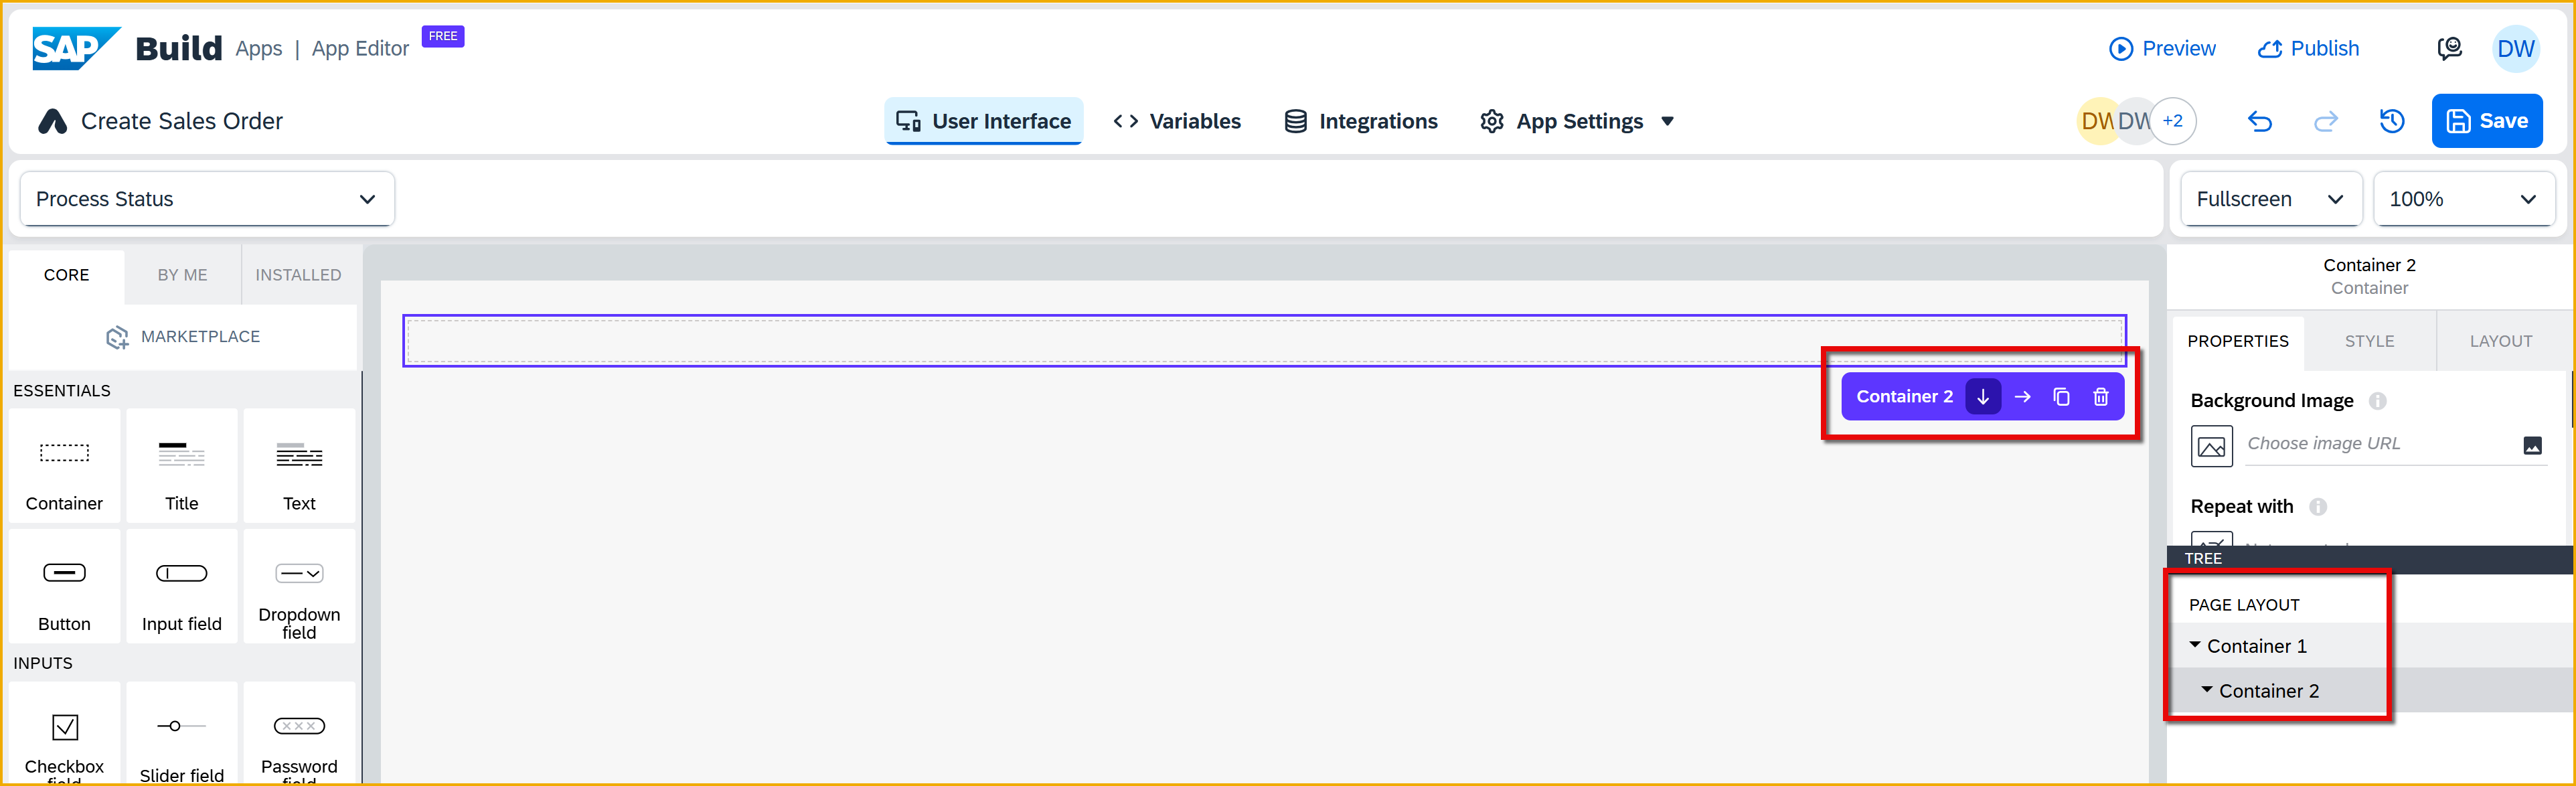 SAP Build Apps | App Editor FREE
Preview
Publish
DW
Create Sales Order
User Interface
Variables
Integrations
App Settings
DW
DW
+2
Save
Process Status
Fullscreen
100%
CORE
BY ME
INSTALLED
MARKETPLACE
ESSENTIALS
Container
Title
Text
Button
Input field
Dropdown
field
INPUTS
Checkbox
field
Slider field
Password
field
Container 2
Container 2
Container
PROPERTIES
STYLE
LAYOUT
Background Image
Choose image URL
Repeat with
TREE
PAGE LAYOUT
Container 1
Container 2